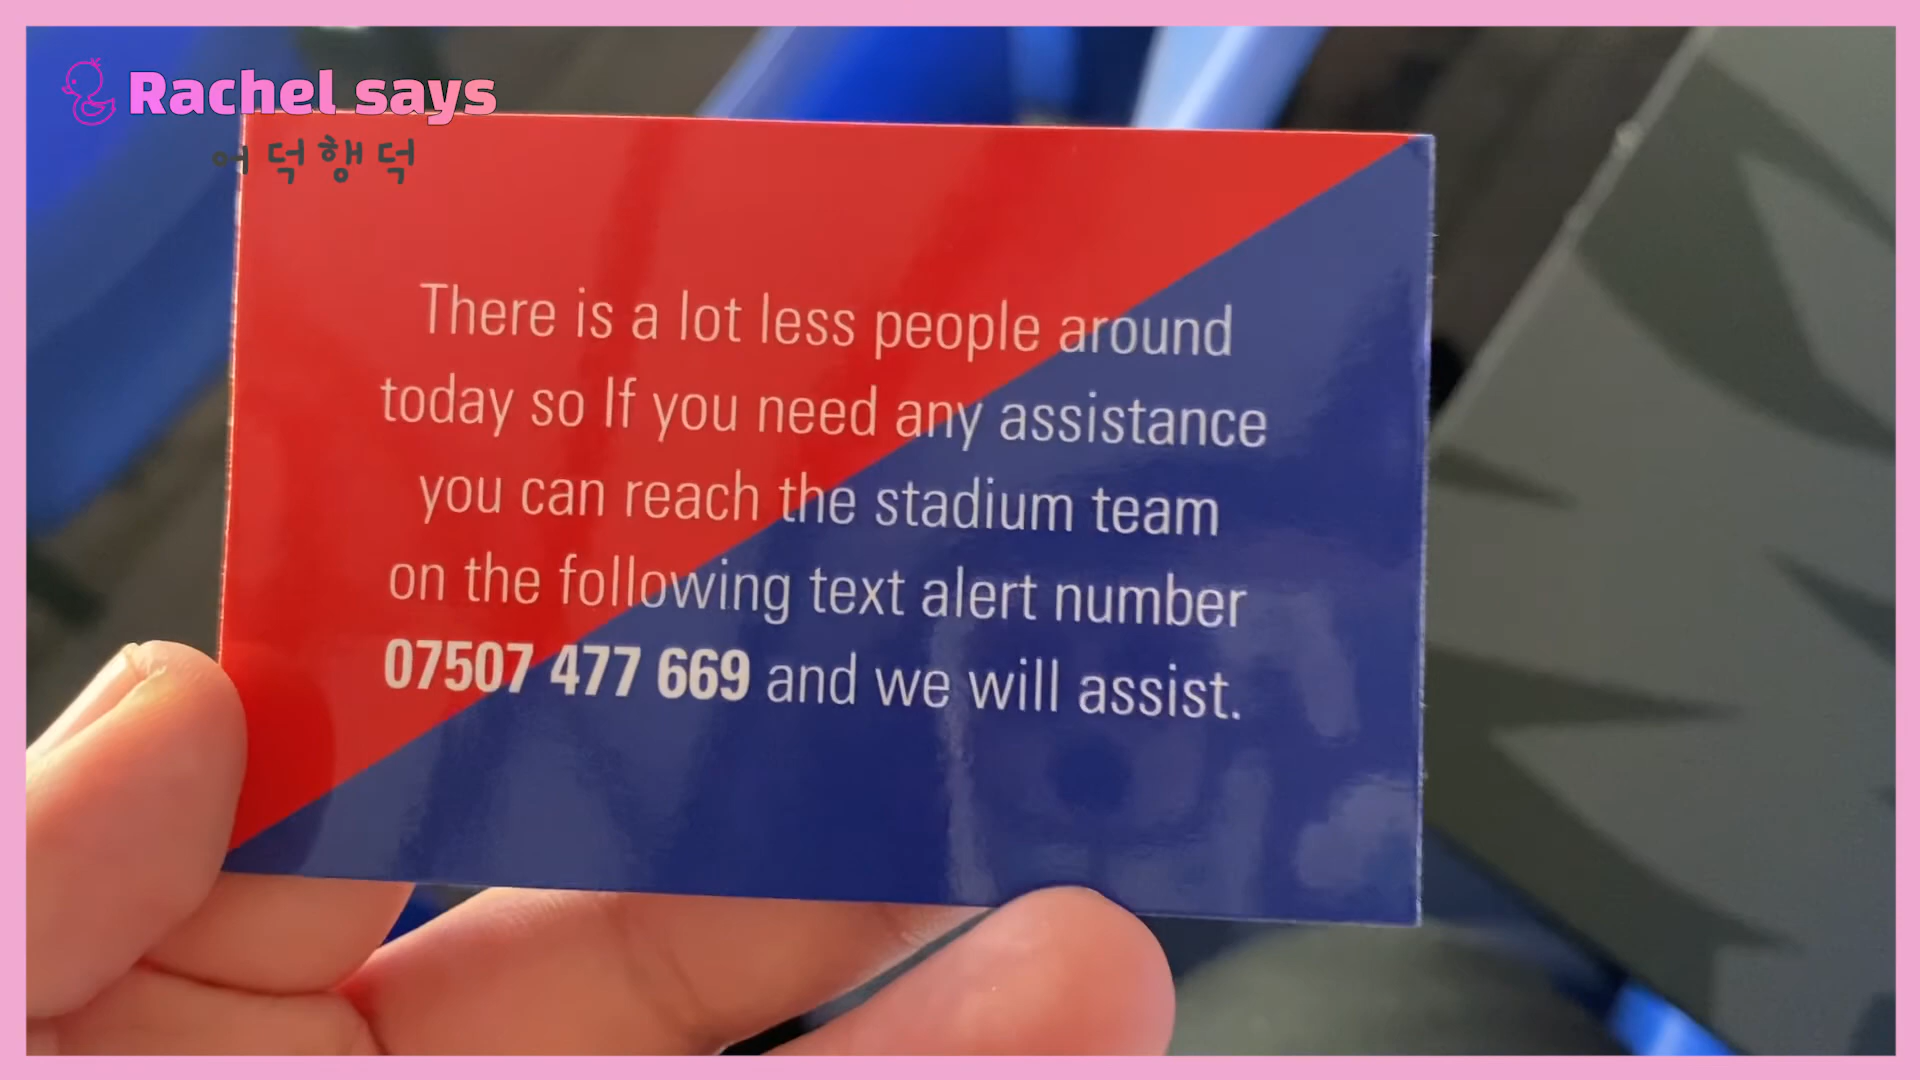 Rachel says
어덕행덕
There is a lot less people around
today so If you need any assistance
you can reach the stadium team
on the following text alert number
07507 477 669 and we will assist.